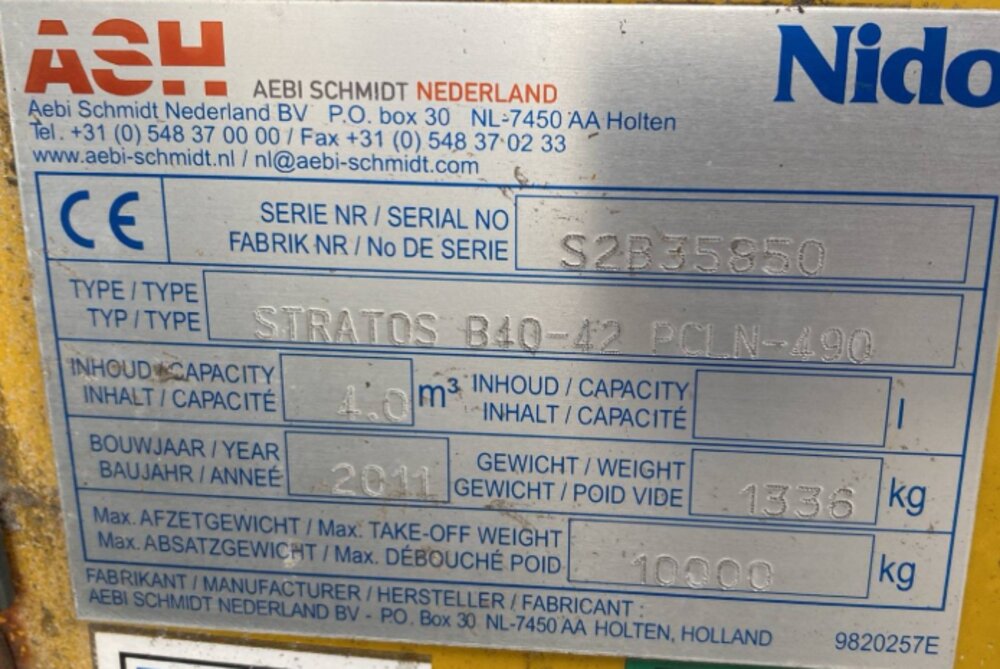 ASH AEBI SCHMIDT NEDERLAND Nido
Aebi Schmidt Nederland BV P.O. box 30 NL-7450 AA Holten
Tel. +31 (0) 548 37 00 00 / Fax +31 (0) 548 37 02 33
www.aebi-schmidt.nl / nl@aebi-schmidt.com
CE
SERIE NR / SERIAL NO
FABRIK NR / No DE SERIE
S2B35850
TYPE / TYPE
TYP / TYPE
STRATOS B40-42 PCLN-490
INHOUD / CAPACITY
INHALT / CAPACITÉ
4.0 m³
INHOUD / CAPACITY
INHALT / CAPACITÉ
l
BOUWJAAR / YEAR
BAUJAHR / ANNEÉ
2011
GEWICHT / WEIGHT
GEWICHT / POID VIDE
1336 kg
Max. AFZETGEWICHT / Max. TAKE-OFF WEIGHT
Max. ABSATZGEWICHT / Max. DÉBOUCHÉ POID
10000 kg
FABRIKANT / MANUFACTURER / HERSTELLER / FABRICANT :
AEBI SCHMIDT NEDERLAND BV - P.O. Box 30 NL-7450 AA HOLTEN, HOLLAND
9820257E